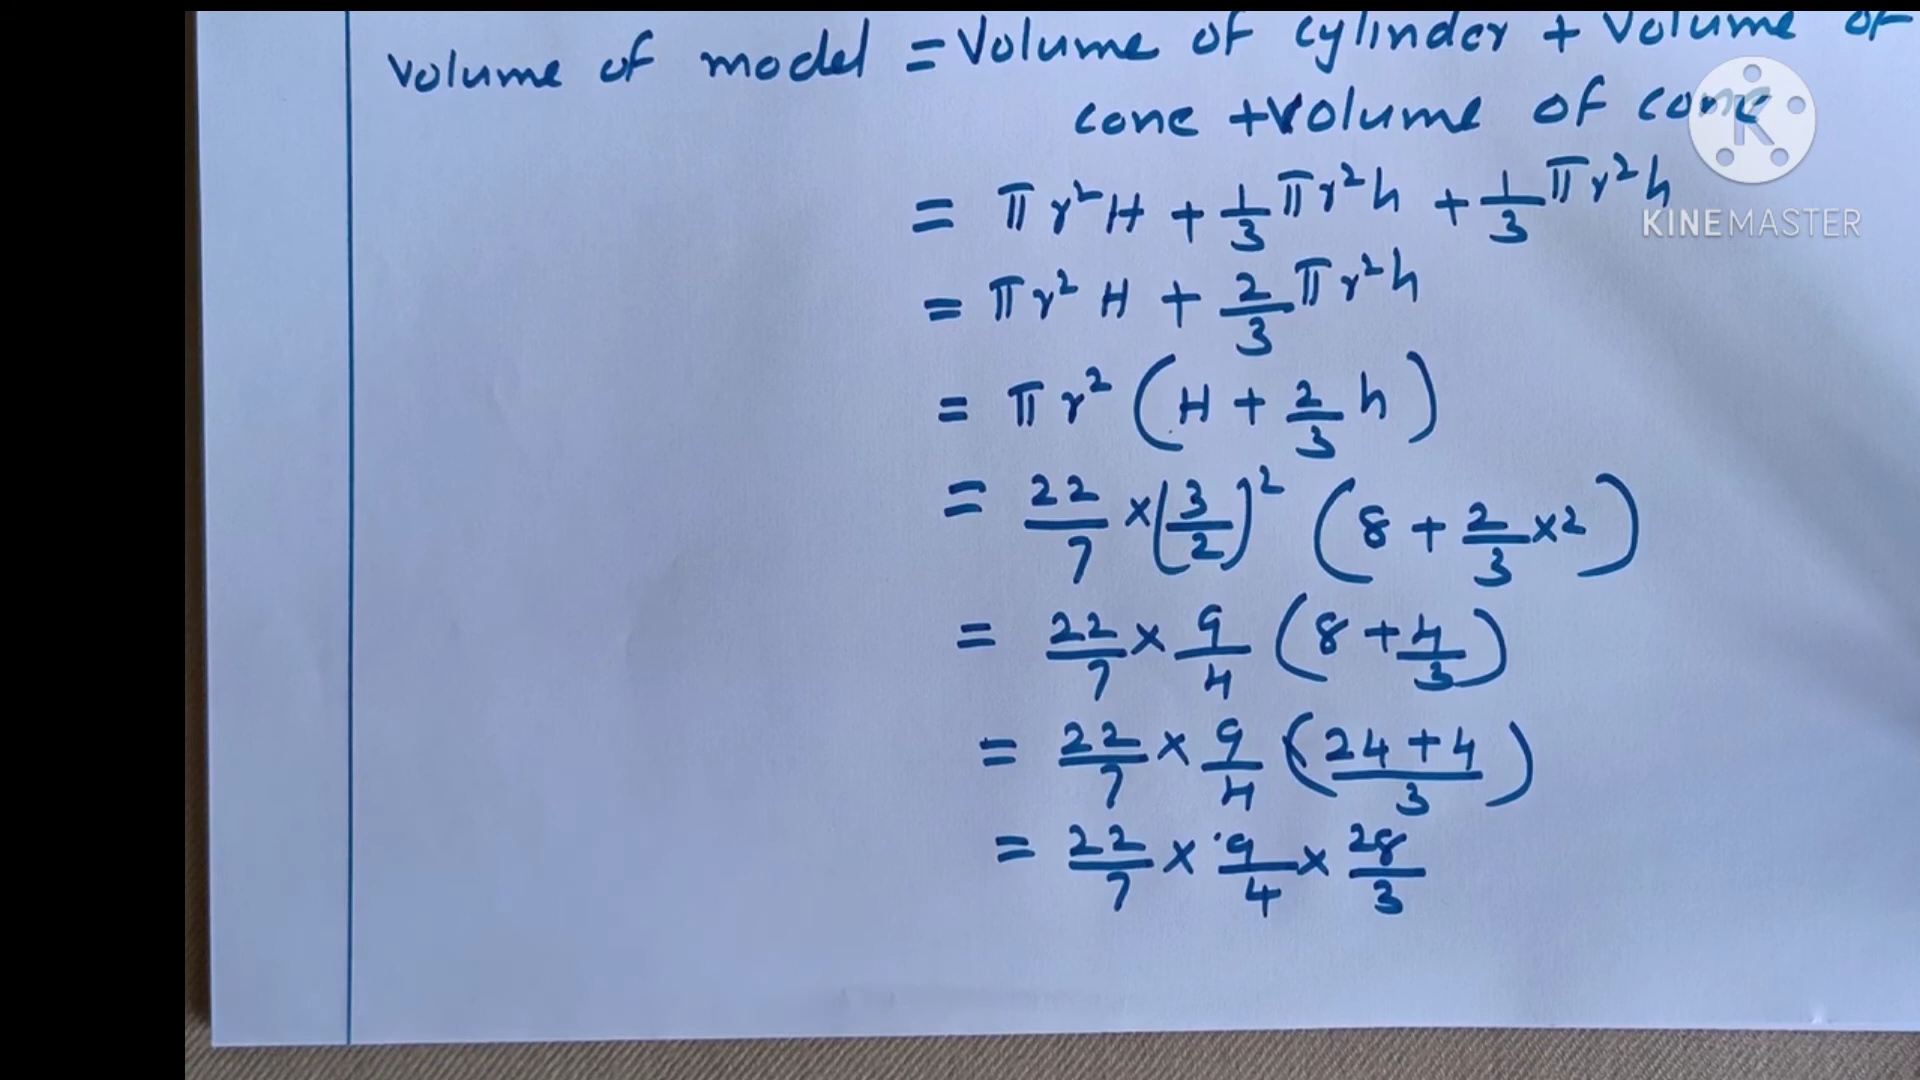 Volume of model = Volume of cylinder + Volume of
cone + volume of cone
= πr²H + 1/3 πr²h + 1/3 πr²h
= πr² H + 2/3 πr²h
= πr² (H + 2/3 h)
= 22/7 × (3/2)² (8 + 2/3 × 2)
= 22/7 × 9/4 (8 + 4/3)
= 22/7 × 9/4 (24 + 4/3)
= 22/7 × 9/4 × 28/3
K
KINEMASTER